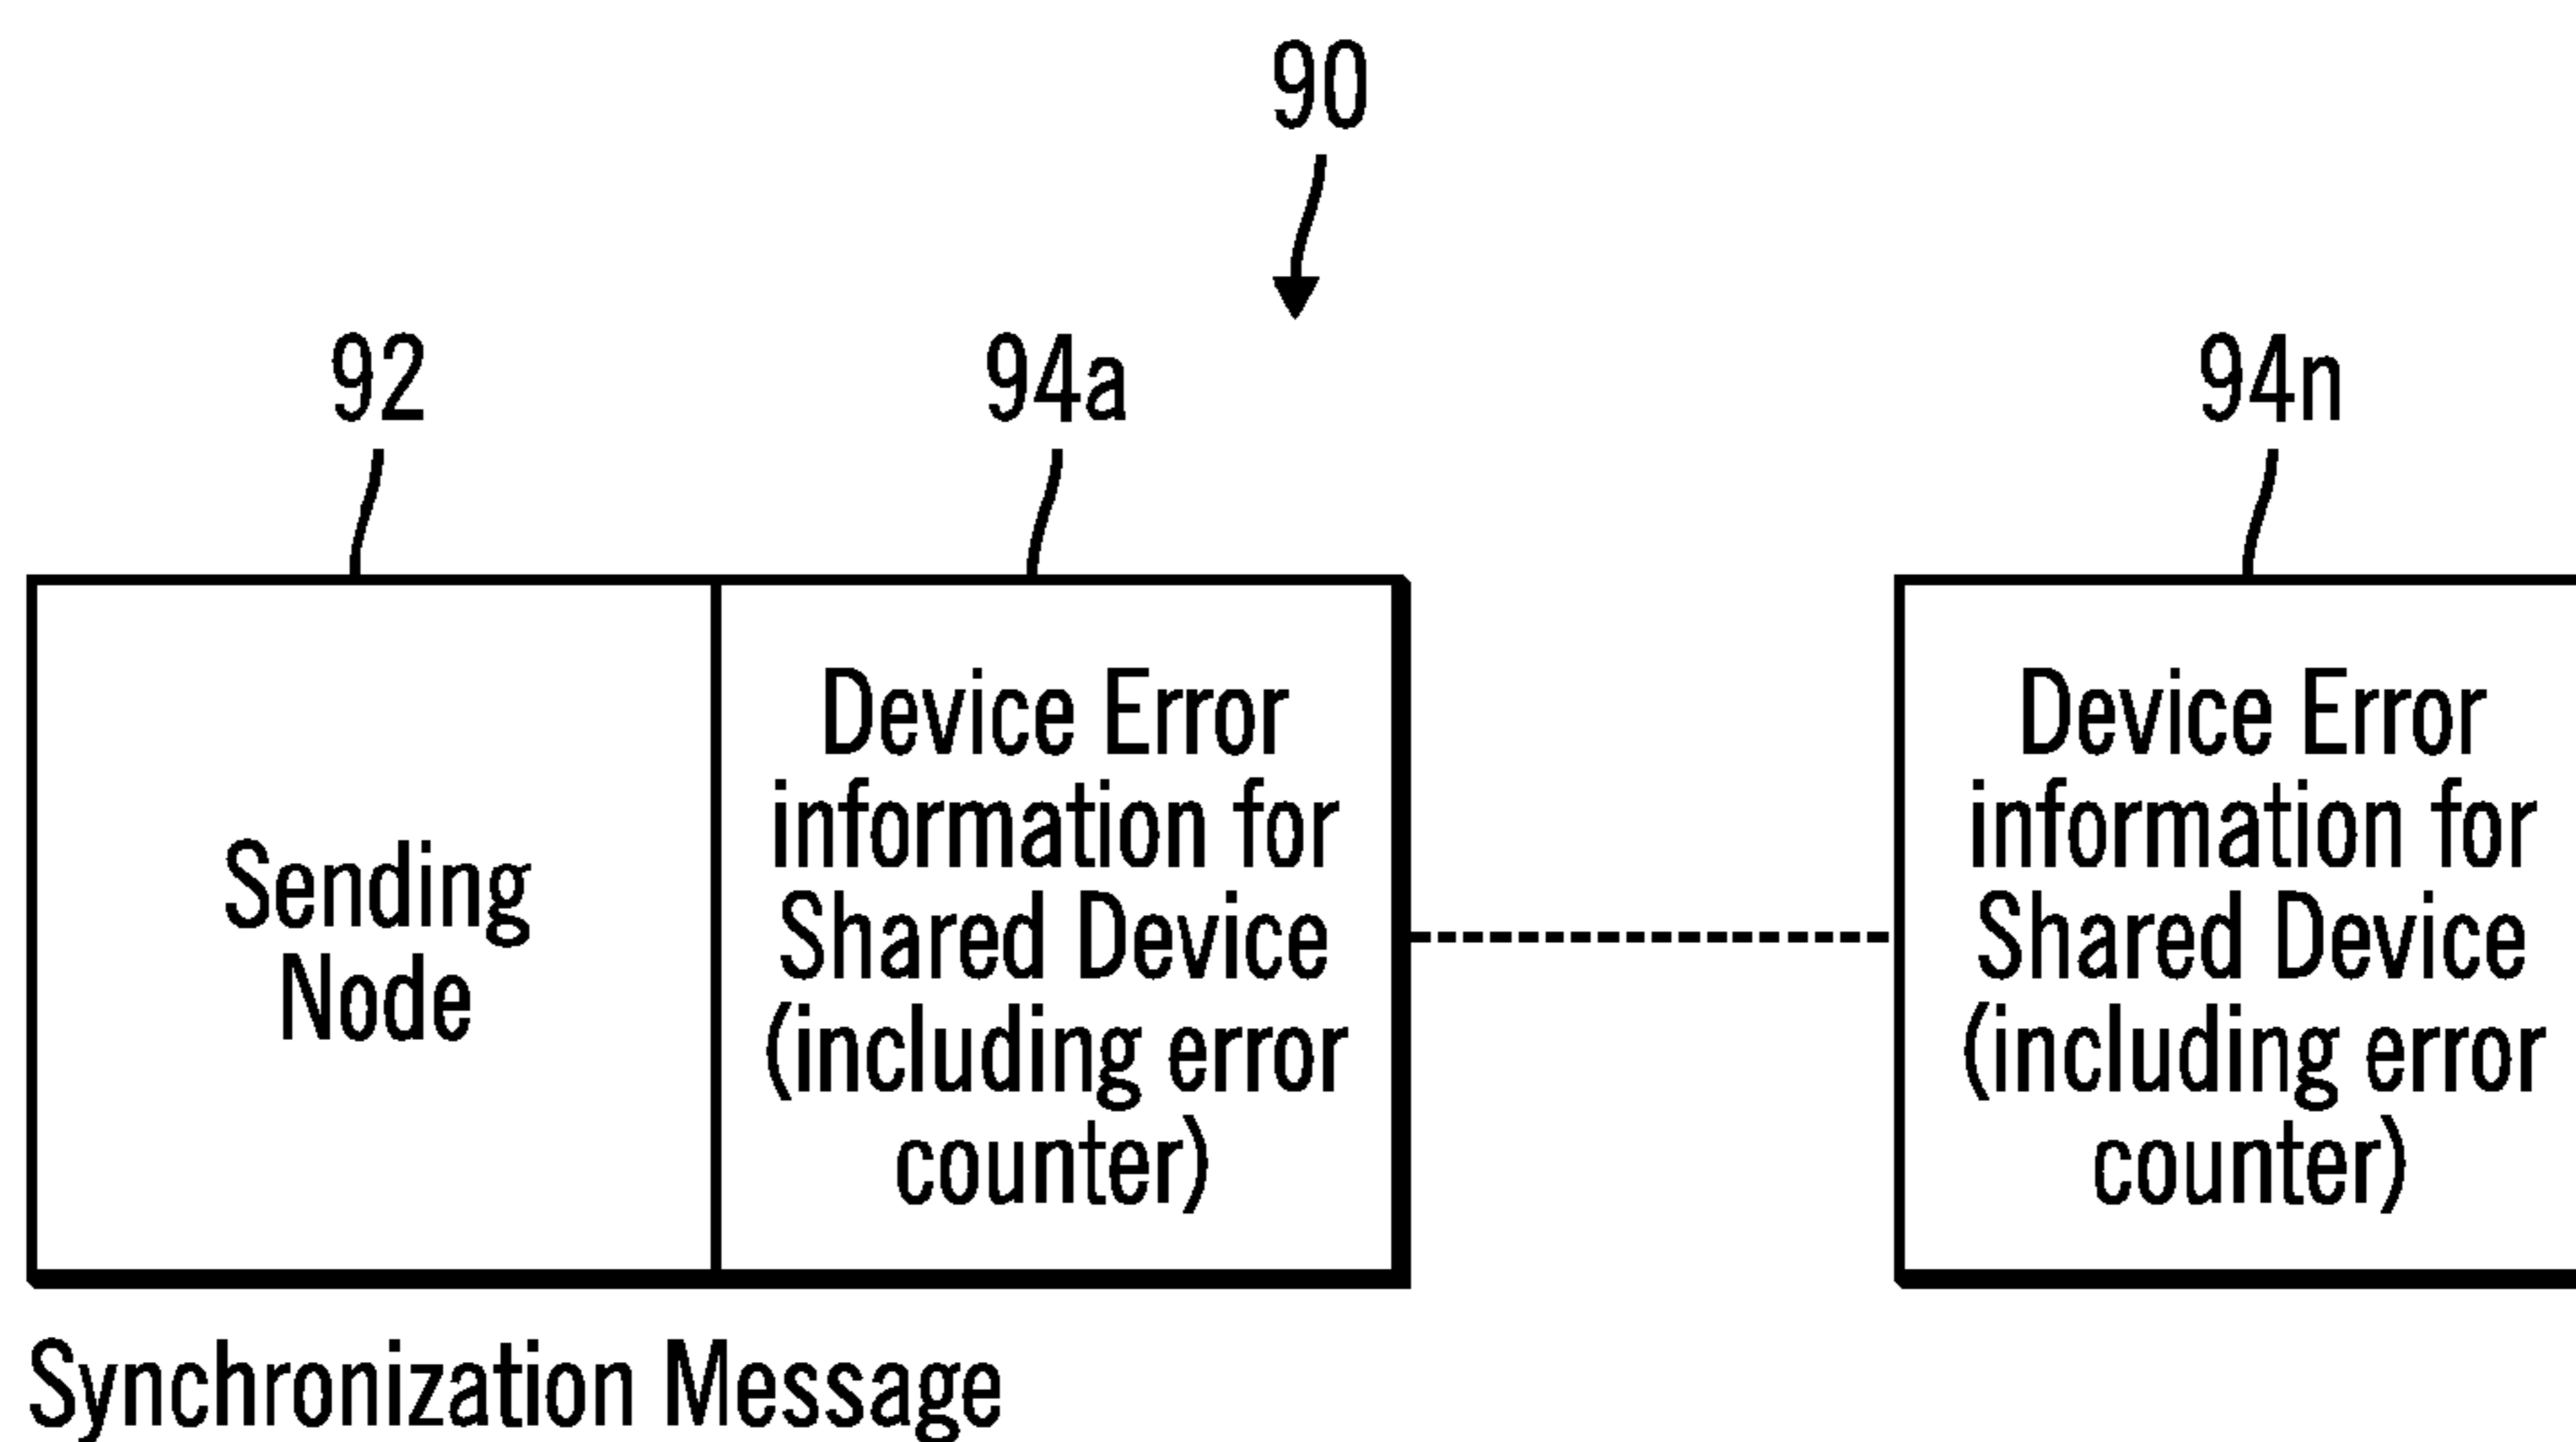 90
92
94a
94n
Sending
Node
Device Error
information for
Shared Device
(including error
counter)
Device Error
information for
Shared Device
(including error
counter)
Synchronization Message